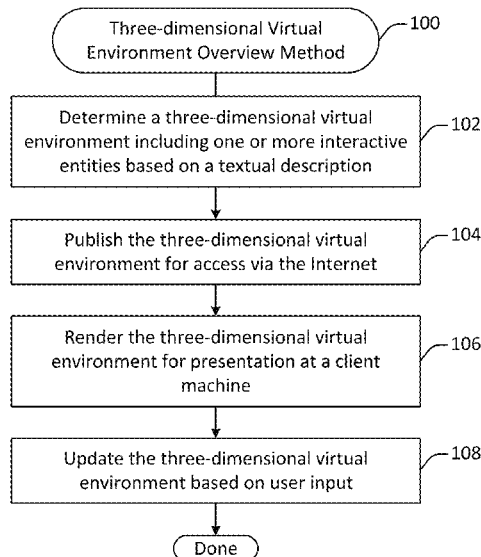 Three-dimensional Virtual
Environment Overview Method
100
Determine a three-dimensional virtual
environment including one or more interactive
entities based on a textual description
102
Publish the three-dimensional virtual
environment for access via the Internet
104
Render the three-dimensional virtual
environment for presentation at a client
machine
106
Update the three-dimensional virtual
environment based on user input
108
Done